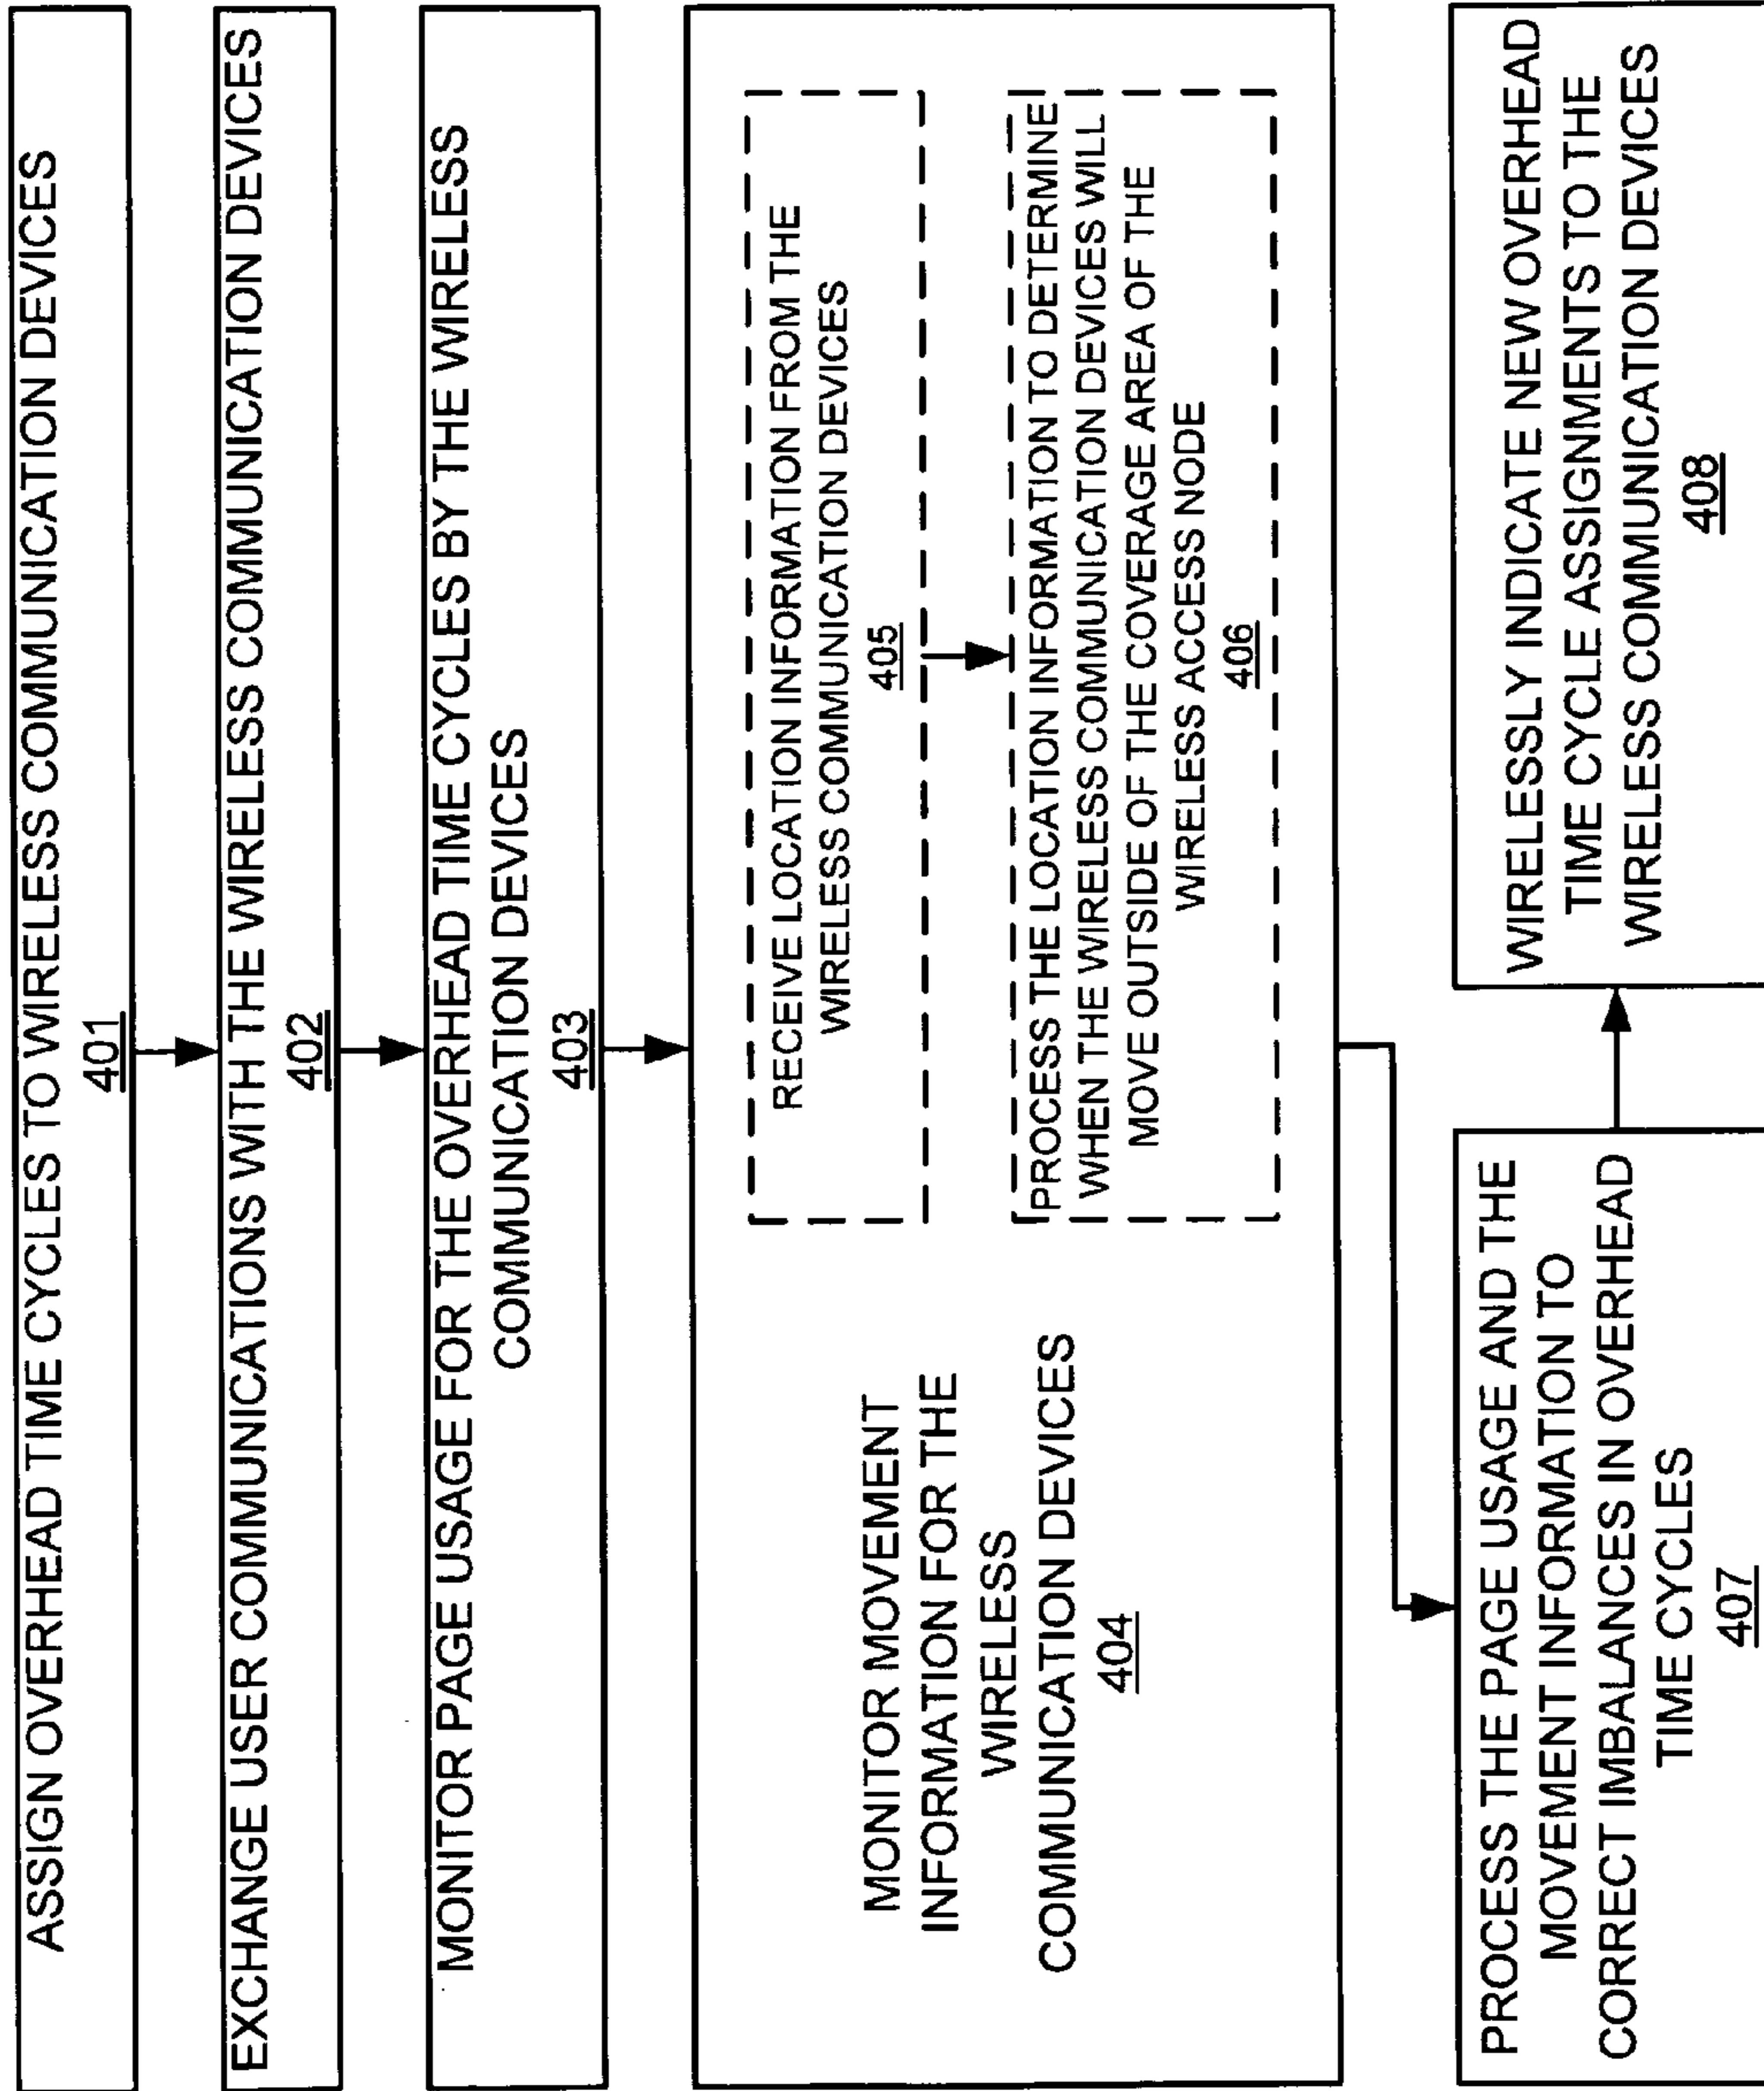 ASSIGN OVERHEAD TIME CYCLES TO WIRELESS COMMUNICATION DEVICES
401
EXCHANGE USER COMMUNICATIONS WITH THE WIRELESS COMMUNICATION DEVICES
402
MONITOR PAGE USAGE FOR THE OVERHEAD TIME CYCLES BY THE WIRELESS
COMMUNICATION DEVICES
403
MONITOR MOVEMENT
INFORMATION FOR THE
WIRELESS
COMMUNICATION DEVICES
404
RECEIVE LOCATION INFORMATION FROM THE
WIRELESS COMMUNICATION DEVICES
405
PROCESS THE LOCATION INFORMATION TO DETERMINE
WHEN THE WIRELESS COMMUNICATION DEVICES WILL
MOVE OUTSIDE OF THE COVERAGE AREA OF THE
WIRELESS ACCESS NODE
406
PROCESS THE PAGE USAGE AND THE
MOVEMENT INFORMATION TO
CORRECT IMBALANCES IN OVERHEAD
TIME CYCLES
407
WIRELESSLY INDICATE NEW OVERHEAD
TIME CYCLE ASSIGNMENTS TO THE
WIRELESS COMMUNICATION DEVICES
408